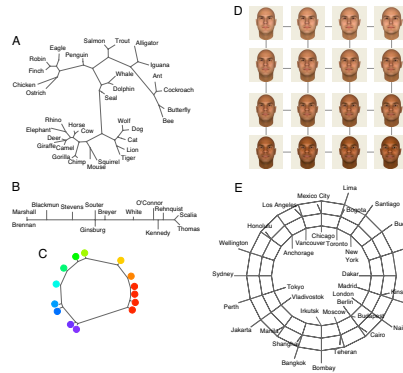 A
D
Salmon
Trout
Alligator
Eagle
Penguin
Robin
Finch
Iguana
Ant
Whale
Cockroach
Chicken
Dolphin
Ostrich
Seal
Butterfly
Bee
Rhino
Wolf
Elephant
Horse
Cow
Dog
Deer
Cat
Giraffe
Camel
Lion
Gorilla
Tiger
Chimp
Squirrel
Mouse
B
E
O'Connor
Blackmun
Souter
Rehnquist
Marshall
Stevens
Breyer
White
Scalia
Brennan
Ginsburg
Kennedy
Thomas
C
Lima
Mexico City
Los Angeles
Bogota
Santiago
Honolulu
Chicago
Vancouver
Toronto
Wellington
Anchorage
New
York
Sydney
Dakar
Tokyo
Madrid
London
Vladivostok
Berlin
Perth
Irkutsk
Moscow
Budapest
Jakarta
Manila
Cairo
Shanghai
Teheran
Bangkok
Bombay